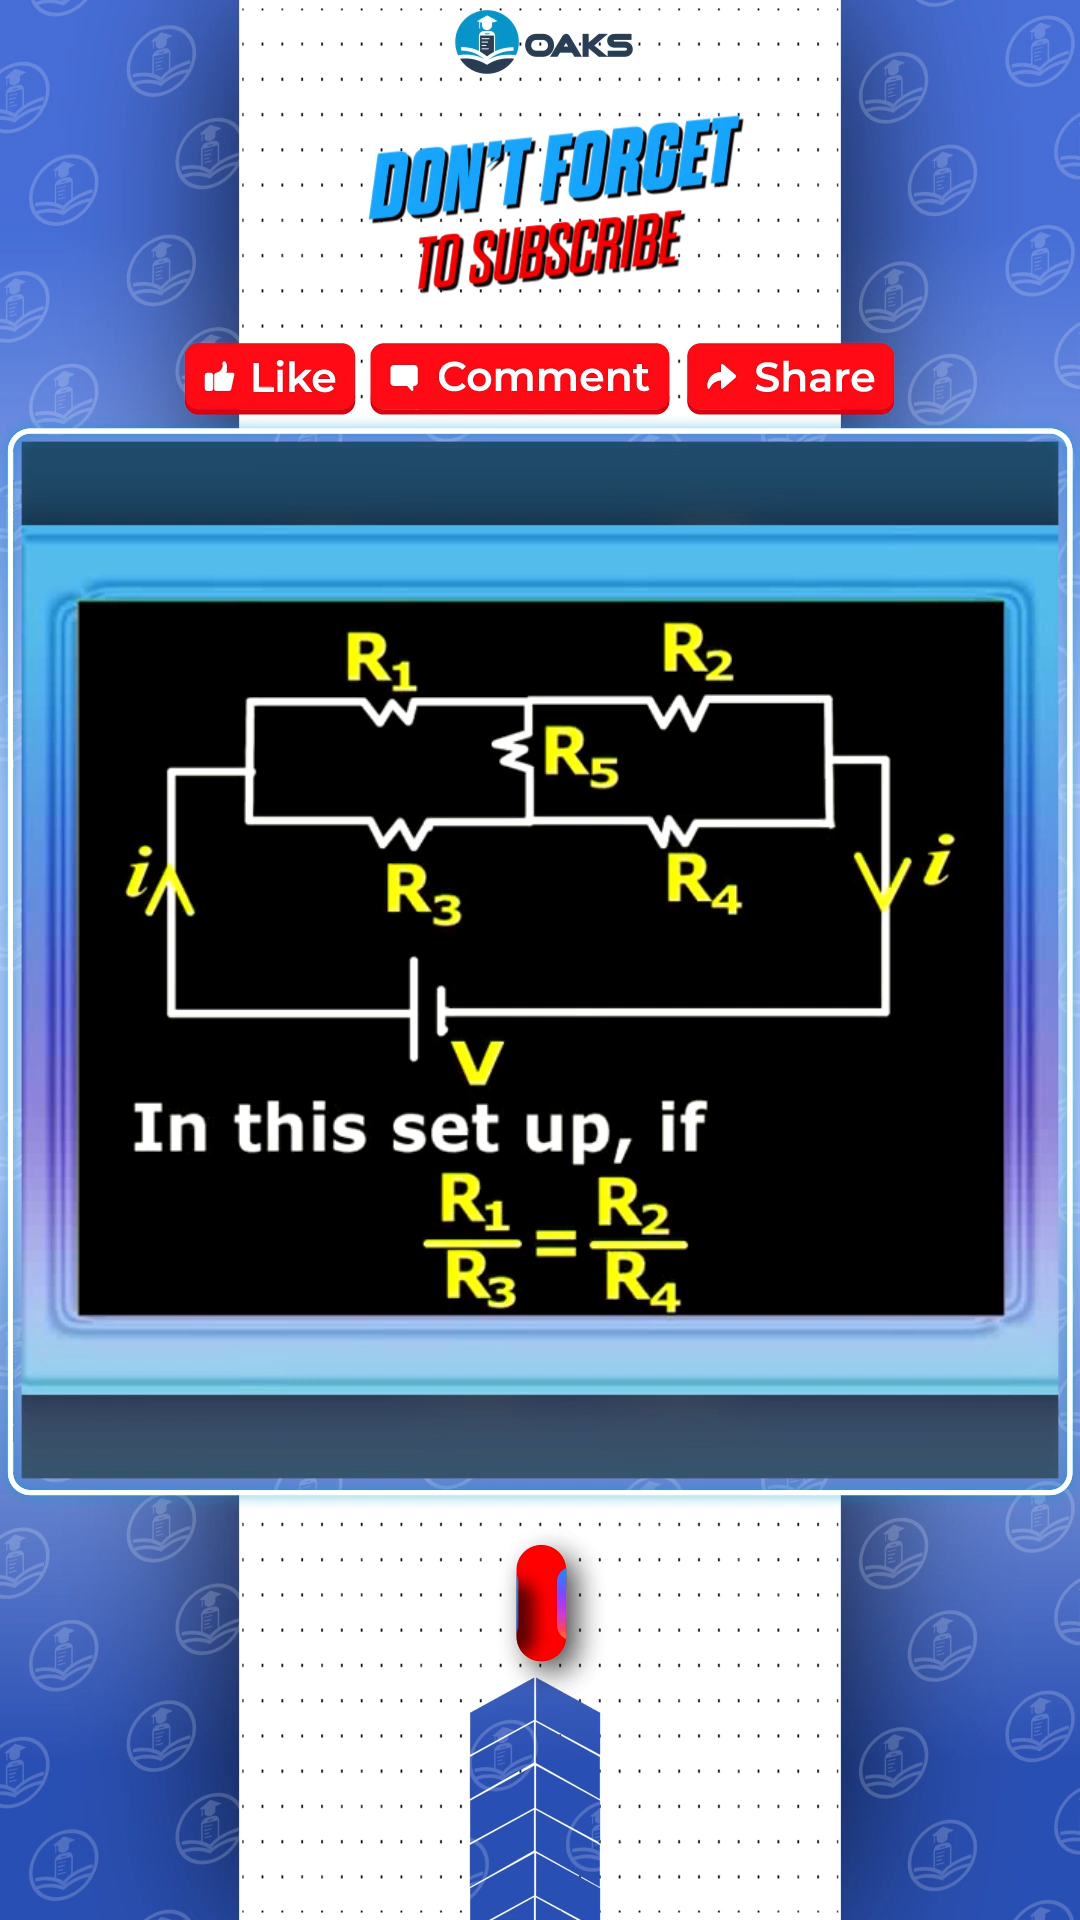 OAKS
DON'T FORGET
TO SUBSCRIBE
Like Comment Share
R1 R2
R5
i i
R3 R4
V
In this set up, if
R1/R3 = R2/R4